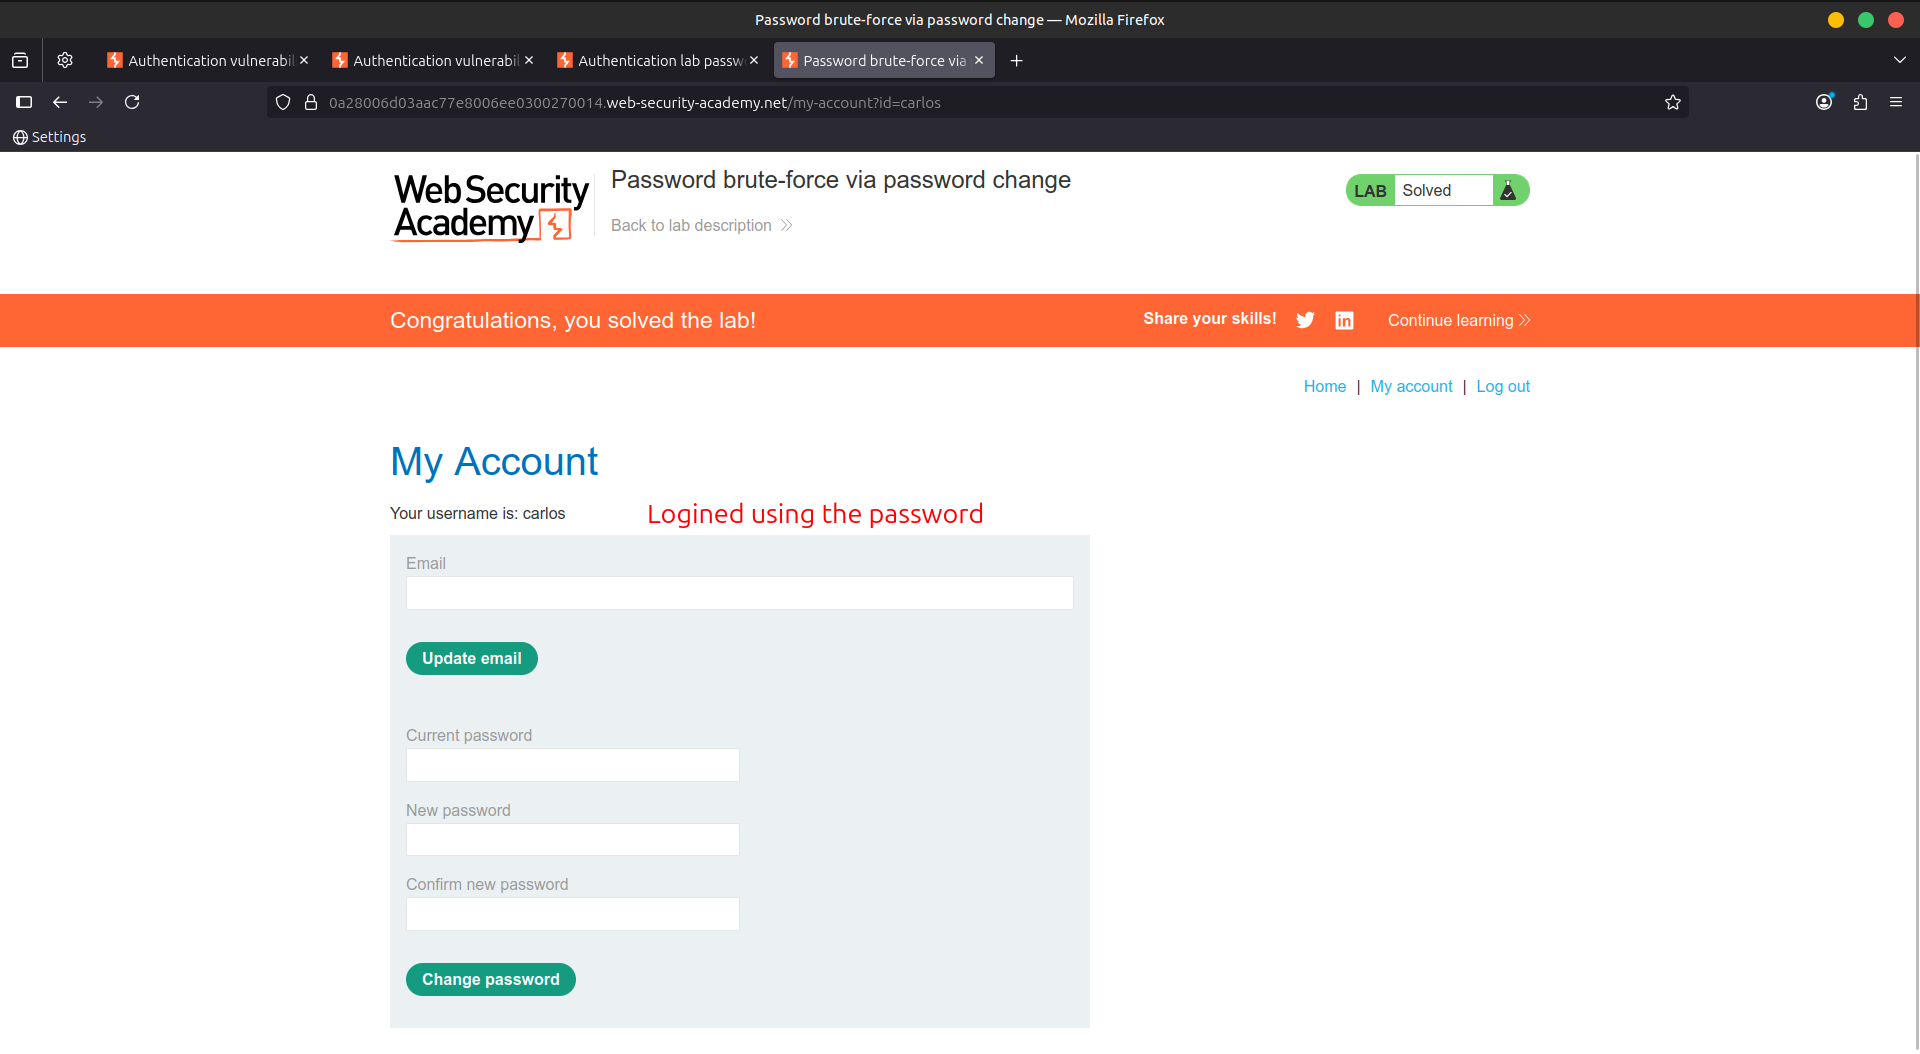 Password brute-force via password change — Mozilla Firefox
Authentication vulnerabil
Authentication vulnerabil
Authentication lab passw
Password brute-force via
0a28006d03aac77e8006ee0300270014.web-security-academy.net/my-account?id=carlos
Settings
Web Security
Academy
Password brute-force via password change
Back to lab description
LAB Solved
Congratulations, you solved the lab!
Share your skills!
Continue learning
Home | My account | Log out
My Account
Your username is: carlos
Logined using the password
Email
Update email
Current password
New password
Confirm new password
Change password